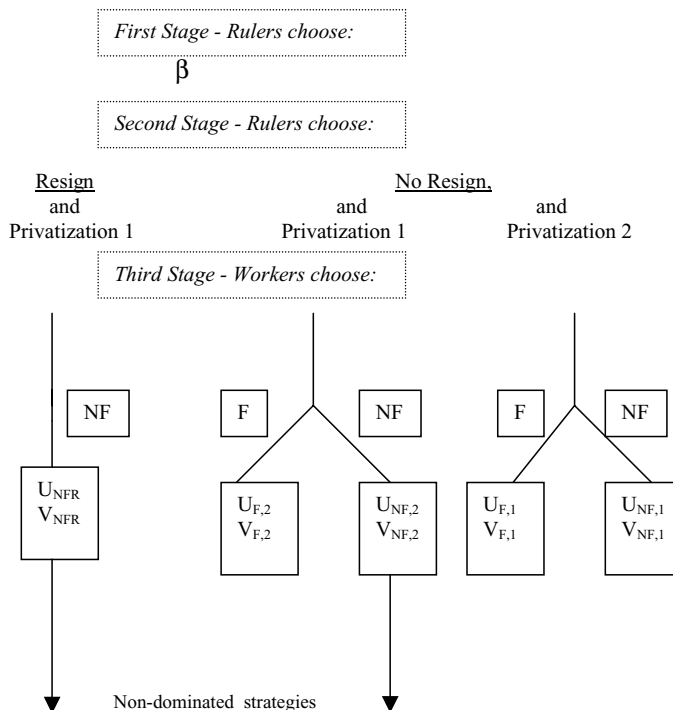 First Stage - Rulers choose:
β
Second Stage - Rulers choose:
Resign No Resign,
and and and
Privatization 1 Privatization 1 Privatization 2
Third Stage - Workers choose:
NF F NF F NF
U_NFR U_F,2 U_NF,2 U_F,1 U_NF,1
V_NFR V_F,2 V_NF,2 V_F,1 V_NF,1
Non-dominated strategies